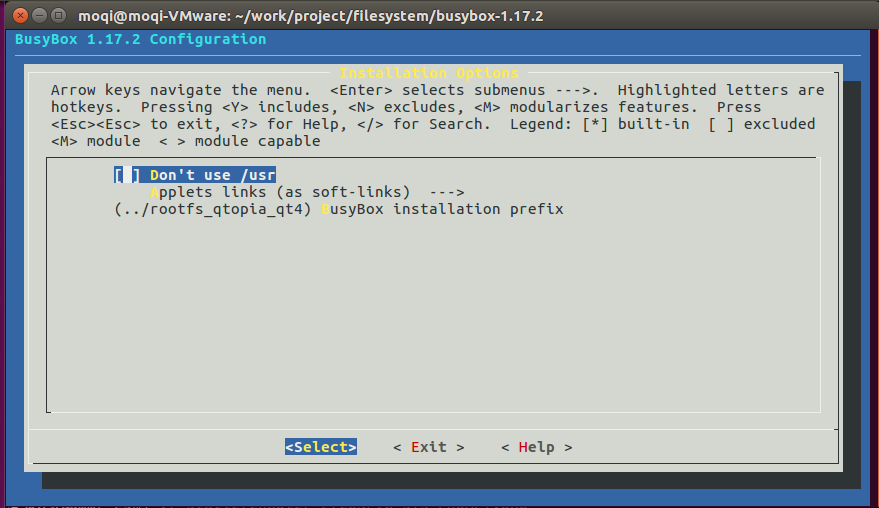 moqi@moqi-VMware: ~/work/project/filesystem/busybox-1.17.2
BusyBox 1.17.2 Configuration
Installation Options
Arrow keys navigate the menu.  <Enter> selects submenus --->.  Highlighted letters are
hotkeys.  Pressing <Y> includes, <N> excludes, <M> modularizes features.  Press
<Esc><Esc> to exit, <?> for Help, </> for Search.  Legend: [*] built-in  [ ] excluded
<M> module  < > module capable
[ ] Don't use /usr
Applets links (as soft-links)  --->
(../rootfs_qtopia_qt4) BusyBox installation prefix
<Select>    < Exit >    < Help >